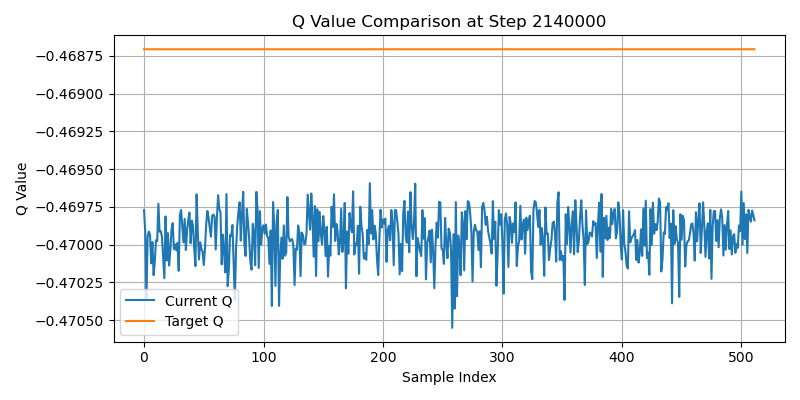 Q Value Comparison at Step 2140000
Q Value
−0.46875
−0.46900
−0.46925
−0.46950
−0.46975
−0.47000
−0.47025
−0.47050
Current Q
Target Q
0 100 200 300 400 500
Sample Index